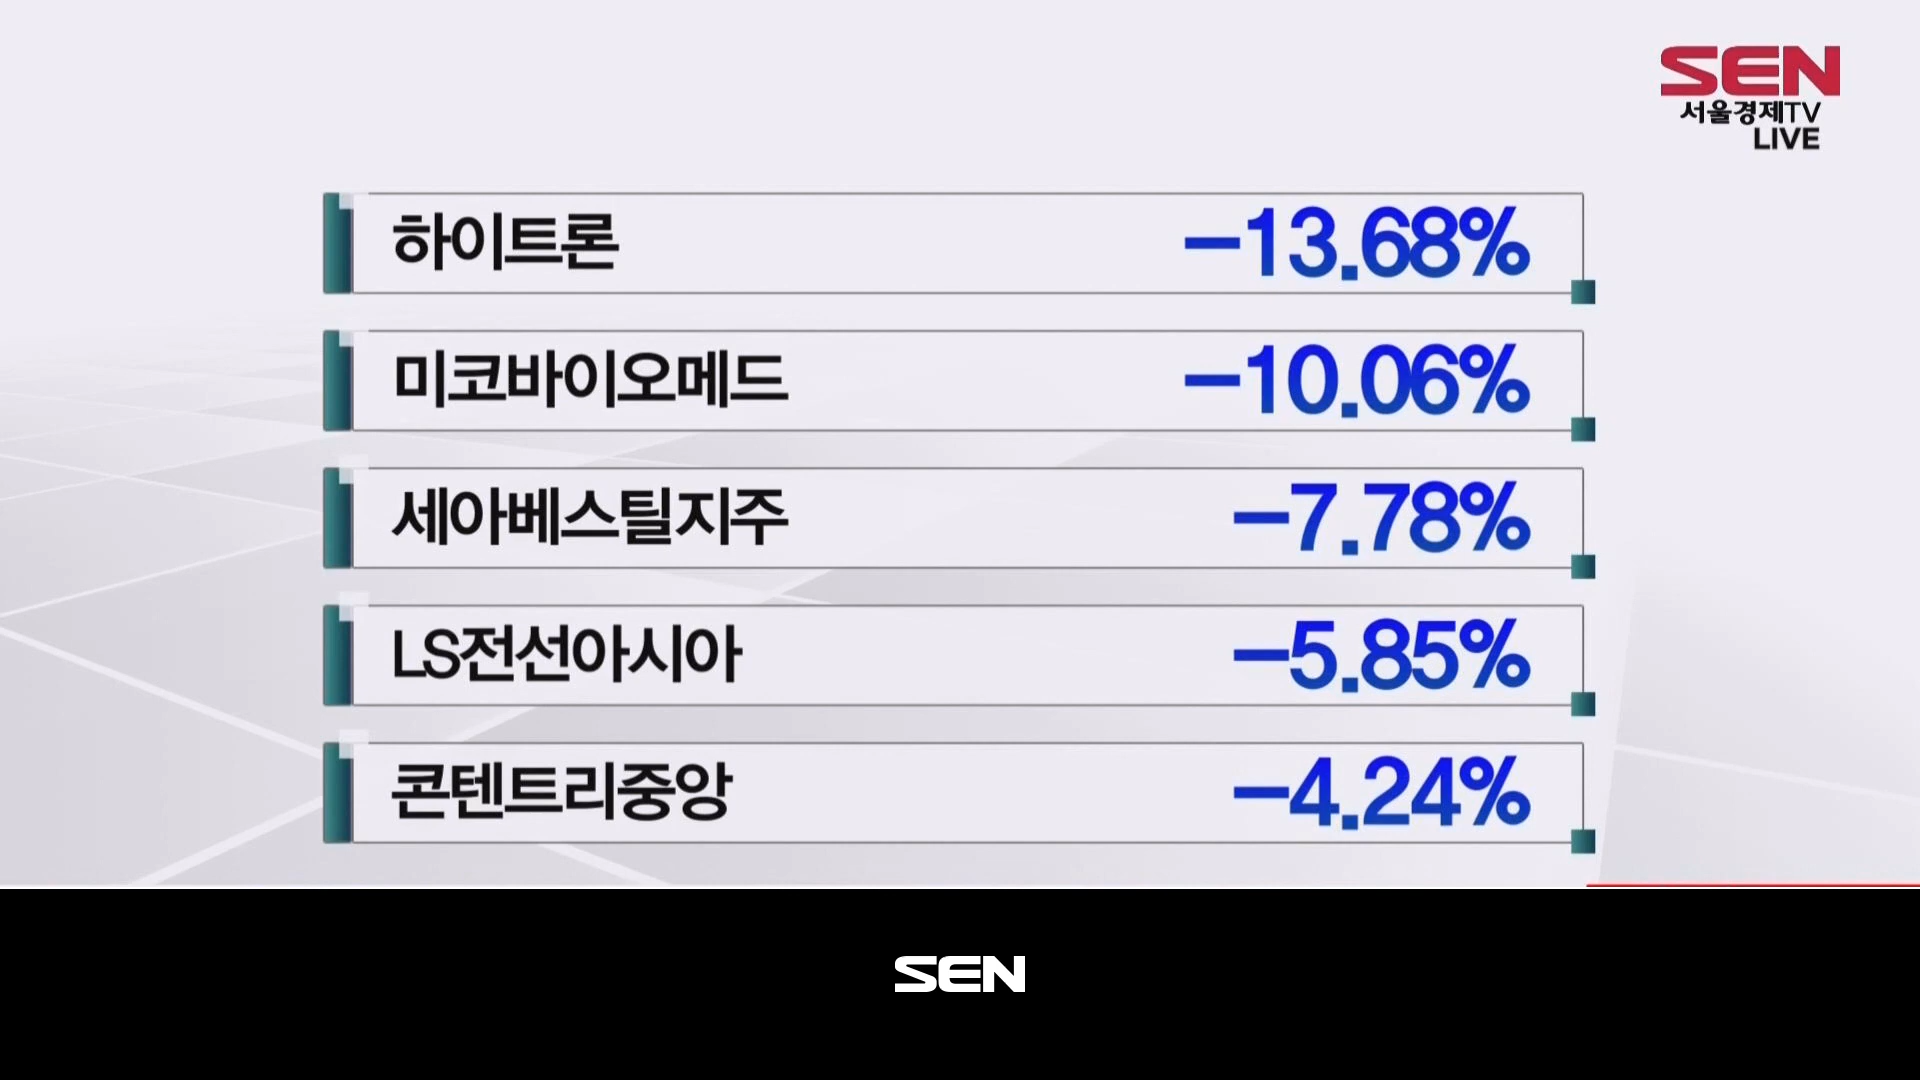 SEN
서울경제TV
LIVE
하이트론 -13.68%
미코바이오메드 -10.06%
세아베스틸지주 -7.78%
LS전선아시아 -5.85%
콘텐트리중앙 -4.24%
SEN